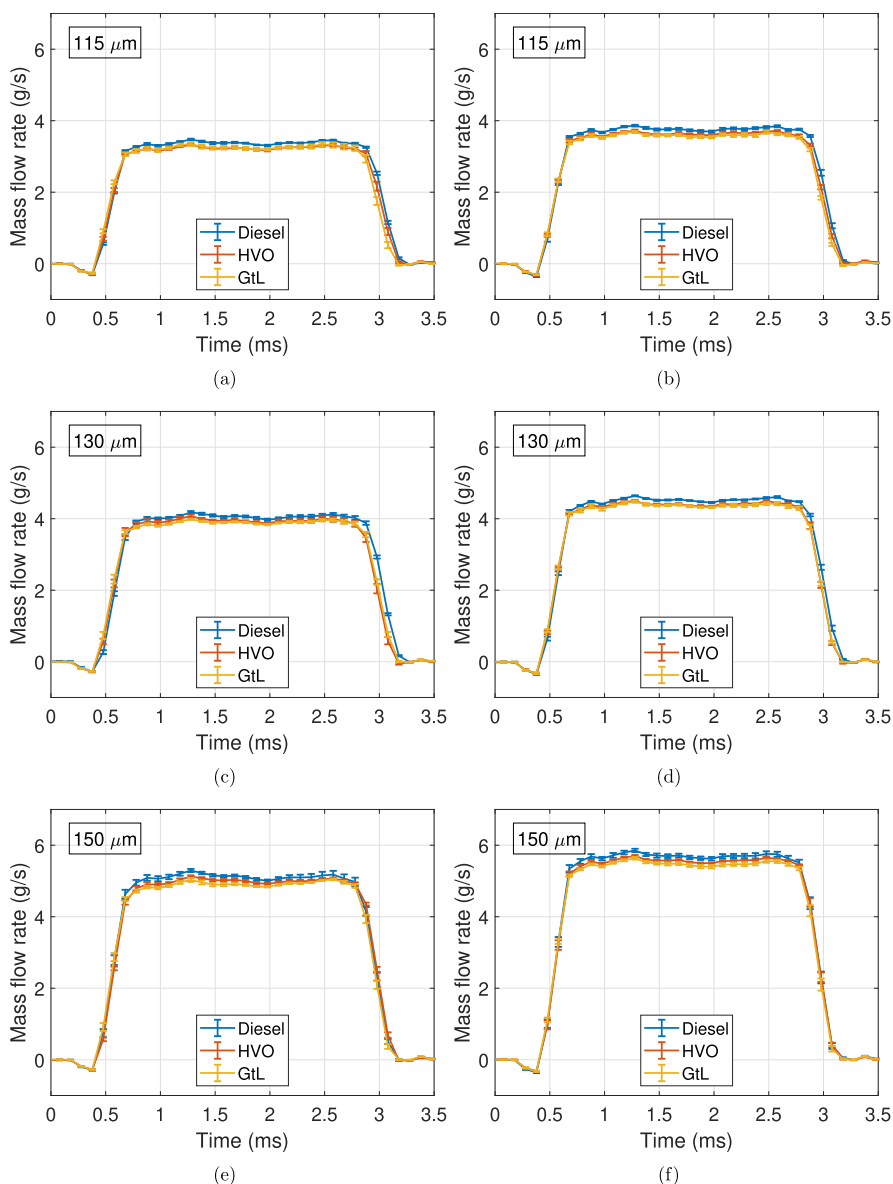 115 μm
Mass flow rate (g/s)
6
4
2
0
Diesel
HVO
GtL
0 0.5 1 1.5 2 2.5 3 3.5
Time (ms)
(a)
115 μm
Mass flow rate (g/s)
6
4
2
0
Diesel
HVO
GtL
0 0.5 1 1.5 2 2.5 3 3.5
Time (ms)
(b)
130 μm
Mass flow rate (g/s)
6
4
2
0
Diesel
HVO
GtL
0 0.5 1 1.5 2 2.5 3 3.5
Time (ms)
(c)
130 μm
Mass flow rate (g/s)
6
4
2
0
Diesel
HVO
GtL
0 0.5 1 1.5 2 2.5 3 3.5
Time (ms)
(d)
150 μm
Mass flow rate (g/s)
6
4
2
0
Diesel
HVO
GtL
0 0.5 1 1.5 2 2.5 3 3.5
Time (ms)
(e)
150 μm
Mass flow rate (g/s)
6
4
2
0
Diesel
HVO
GtL
0 0.5 1 1.5 2 2.5 3 3.5
Time (ms)
(f)